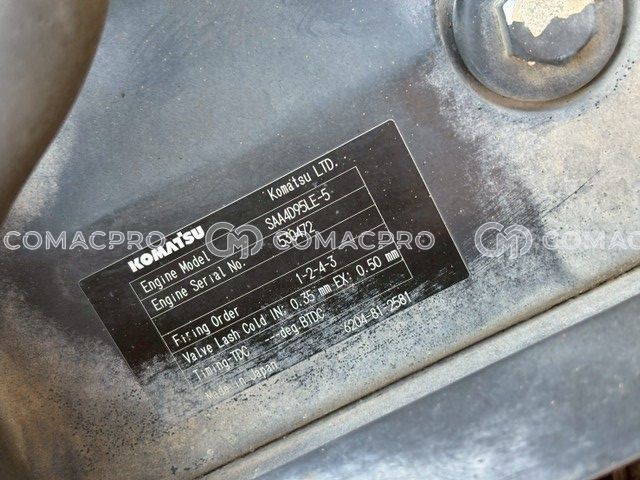 KOMATSU Komatsu LTD.
Engine Model SAA4D95LE-5
Engine Serial No. 530472
Firing Order 1-2-4-3
Valve Lash Cold IN: 0.35 mm EX: 0.50 mm
Timing-TDC deg.BTDC
Made in Japan 6204-81-2581
COMACPRO COMACPRO COMACPRO